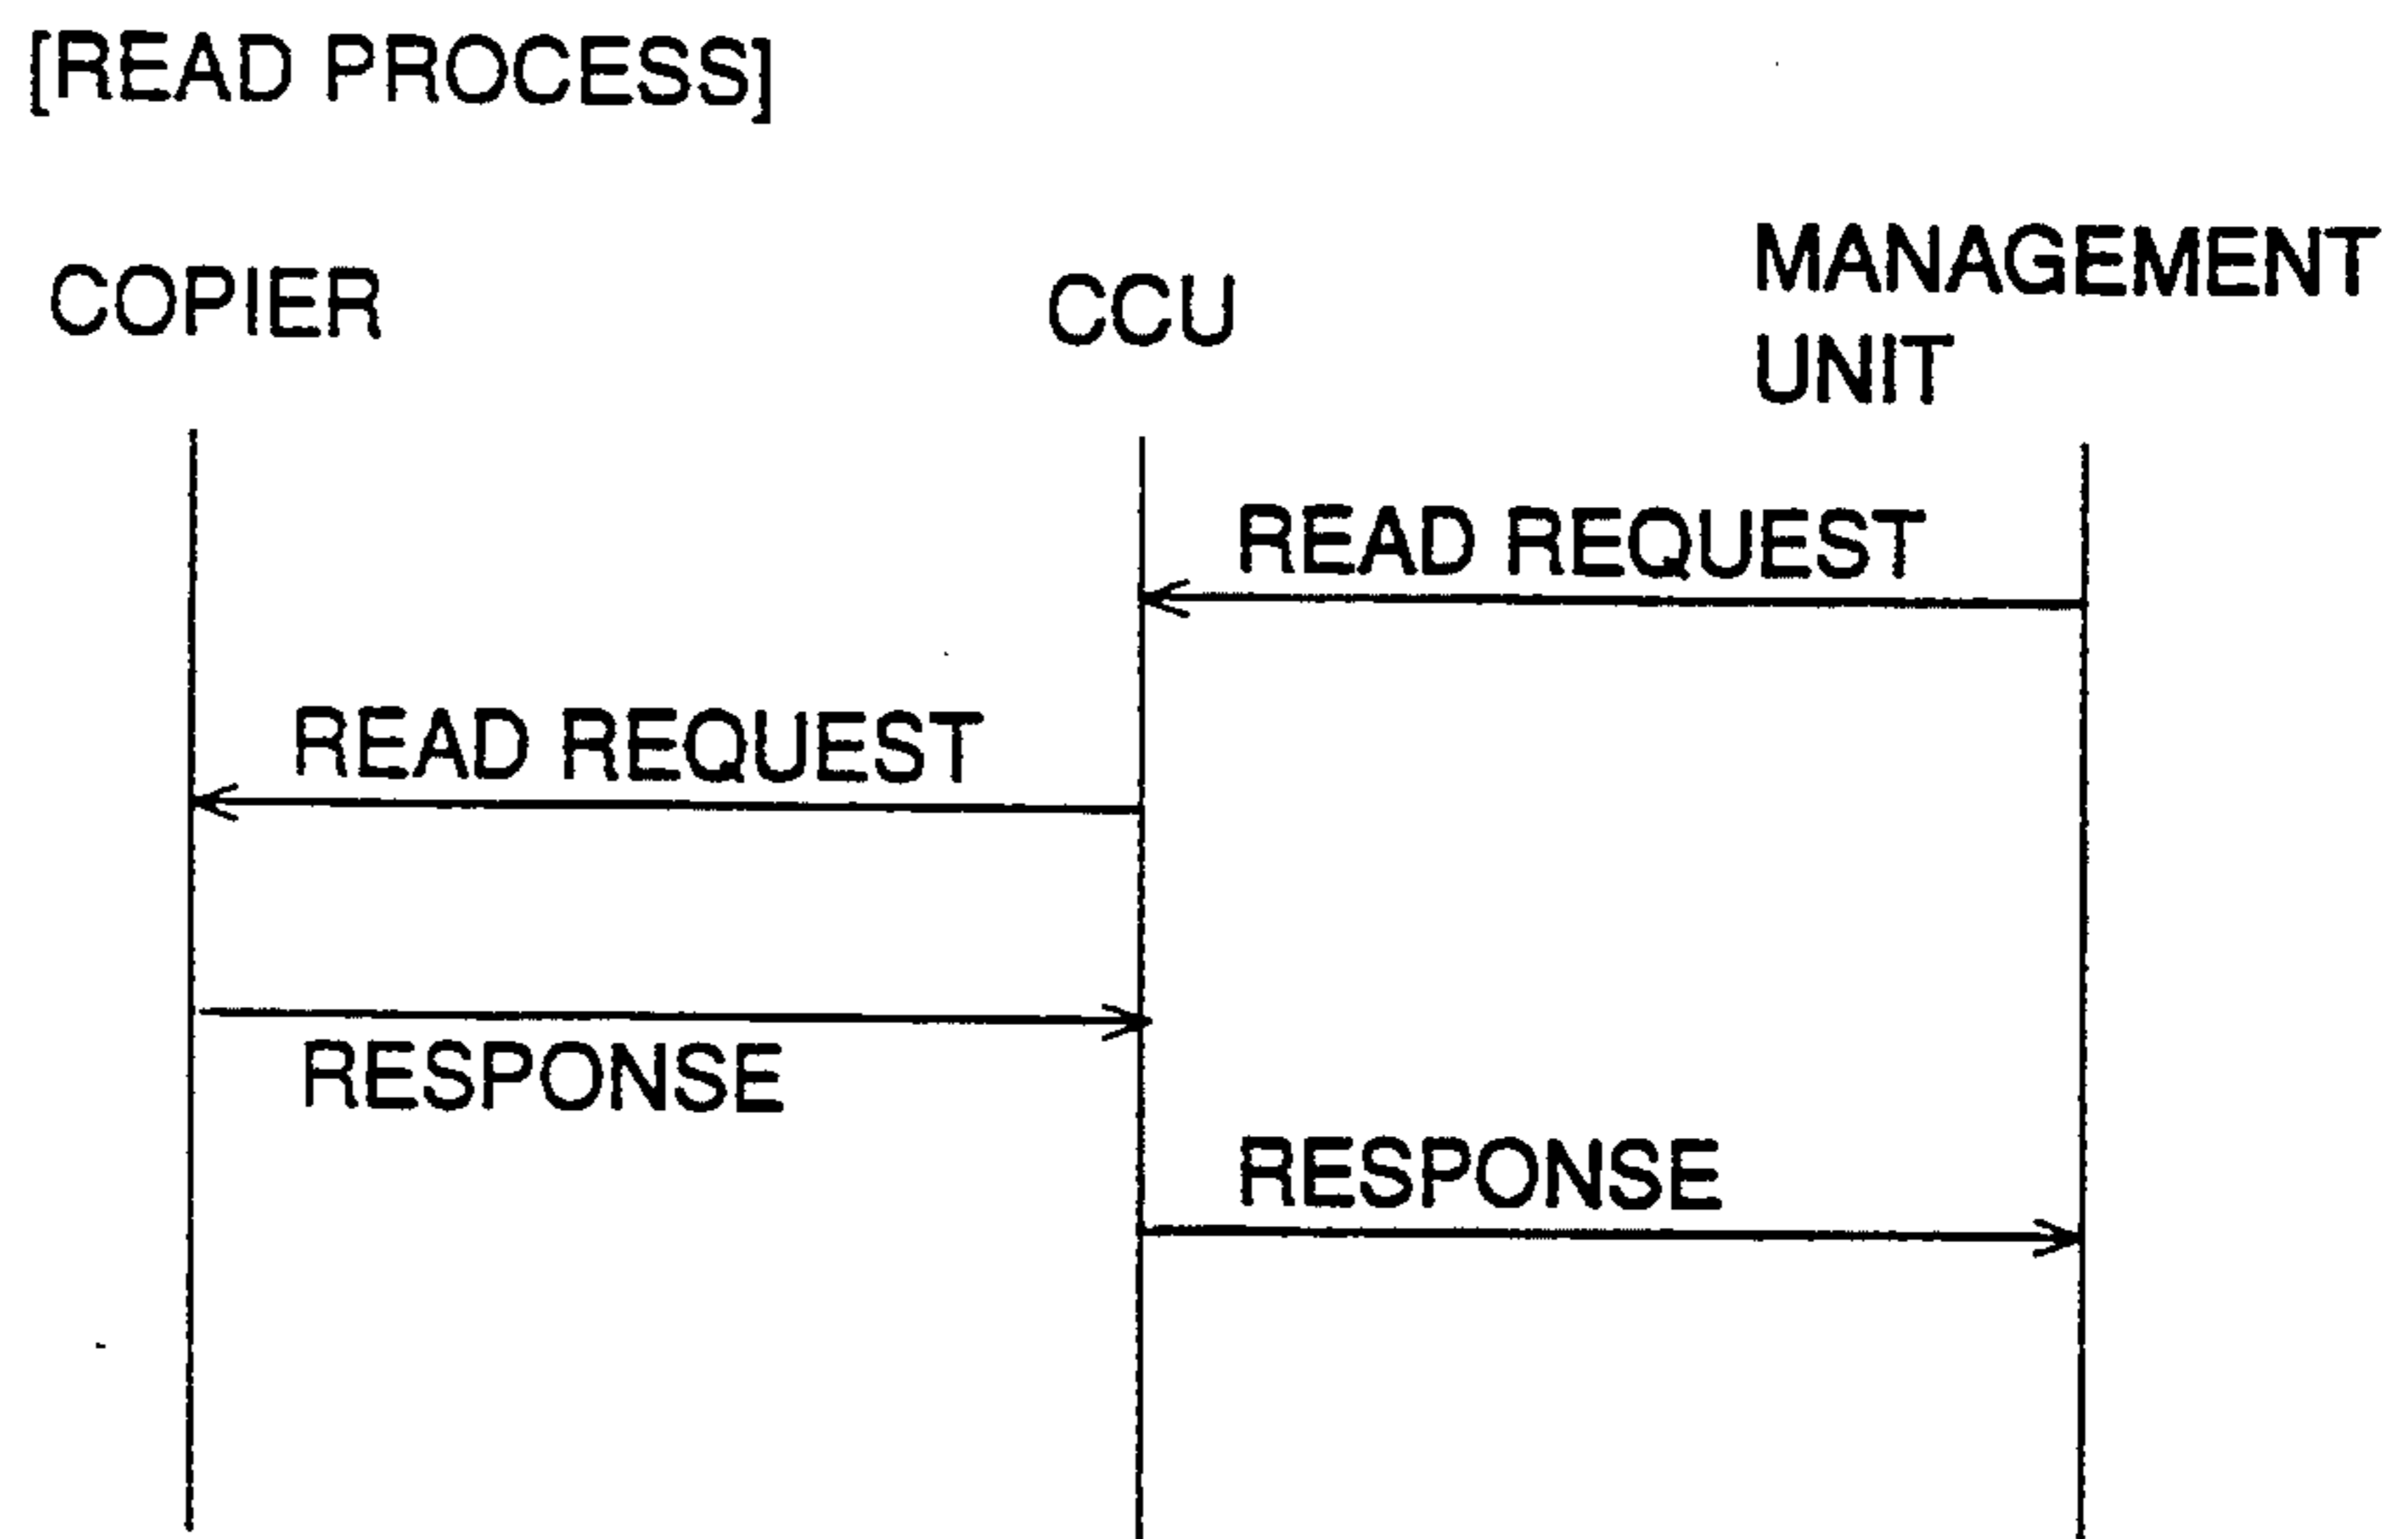 [READ PROCESS]
COPIER
CCU
MANAGEMENT
UNIT
READ REQUEST
READ REQUEST
RESPONSE
RESPONSE